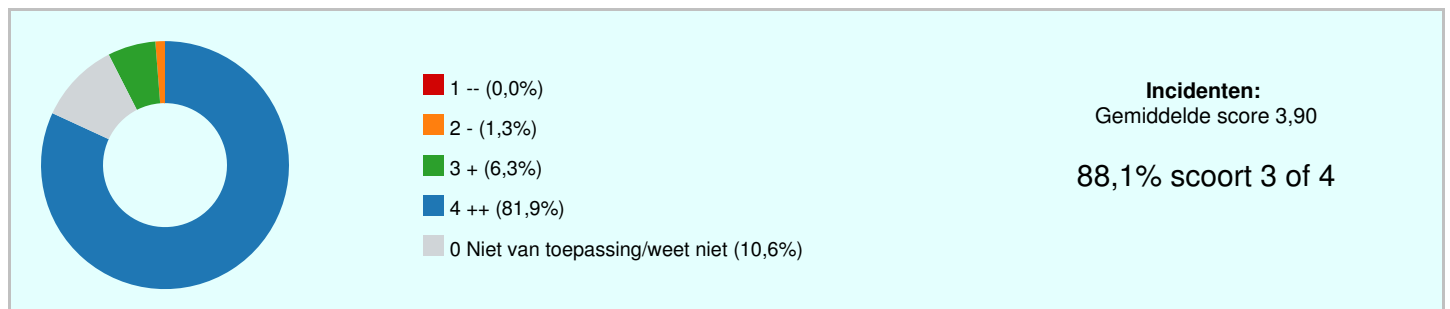 1 -- (0,0%)
2 - (1,3%)
3 + (6,3%)
4 ++ (81,9%)
0 Niet van toepassing/weet niet (10,6%)
Incidenten:
Gemiddelde score 3,90
88,1% scoort 3 of 4